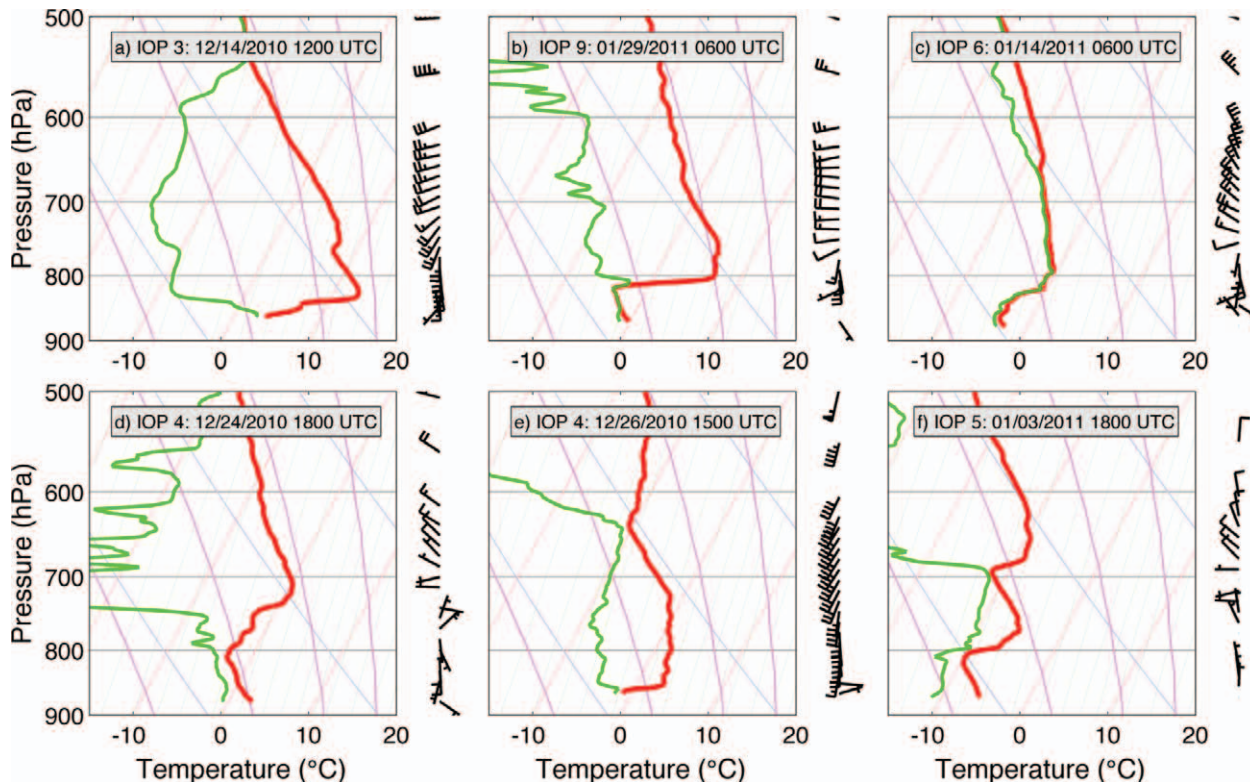 500
600
700
800
900
Pressure (hPa)
a) IOP 3: 12/14/2010 1200 UTC
-10 0 10 20
b) IOP 9: 01/29/2011 0600 UTC
-10 0 10 20
c) IOP 6: 01/14/2011 0600 UTC
-10 0 10 20
500
600
700
800
900
Pressure (hPa)
d) IOP 4: 12/24/2010 1800 UTC
-10 0 10 20
Temperature (°C)
e) IOP 4: 12/26/2010 1500 UTC
-10 0 10 20
Temperature (°C)
f) IOP 5: 01/03/2011 1800 UTC
-10 0 10 20
Temperature (°C)